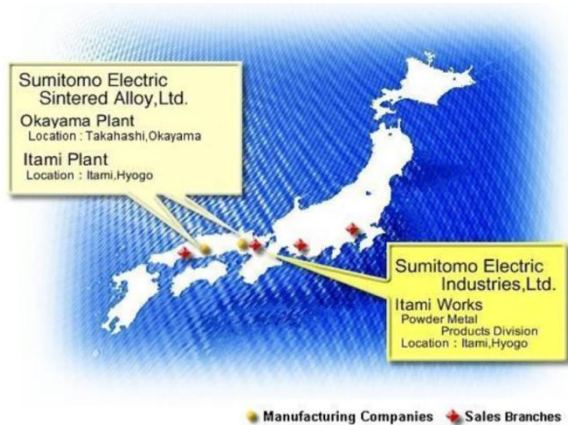 Sumitomo Electric
Sintered Alloy,Ltd.
Okayama Plant
Location : Takahashi,Okayama
Itami Plant
Location : Itami,Hyogo
Sumitomo Electric
Industries,Ltd.
Itami Works
Powder Metal
Products Division
Location : Itami,Hyogo
Manufacturing Companies Sales Branches